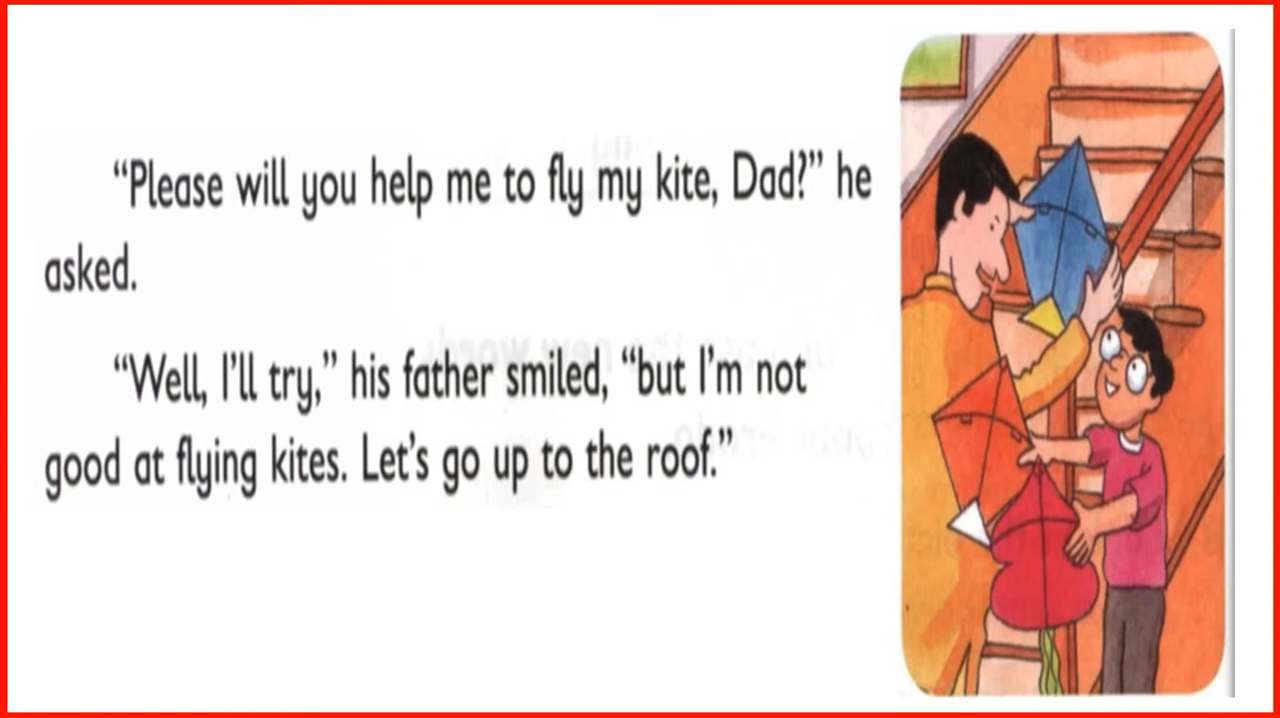 “Please will you help me to fly my kite, Dad?” he
asked.
“Well, I’ll try,” his father smiled, “but I’m not
good at flying kites. Let’s go up to the roof.”